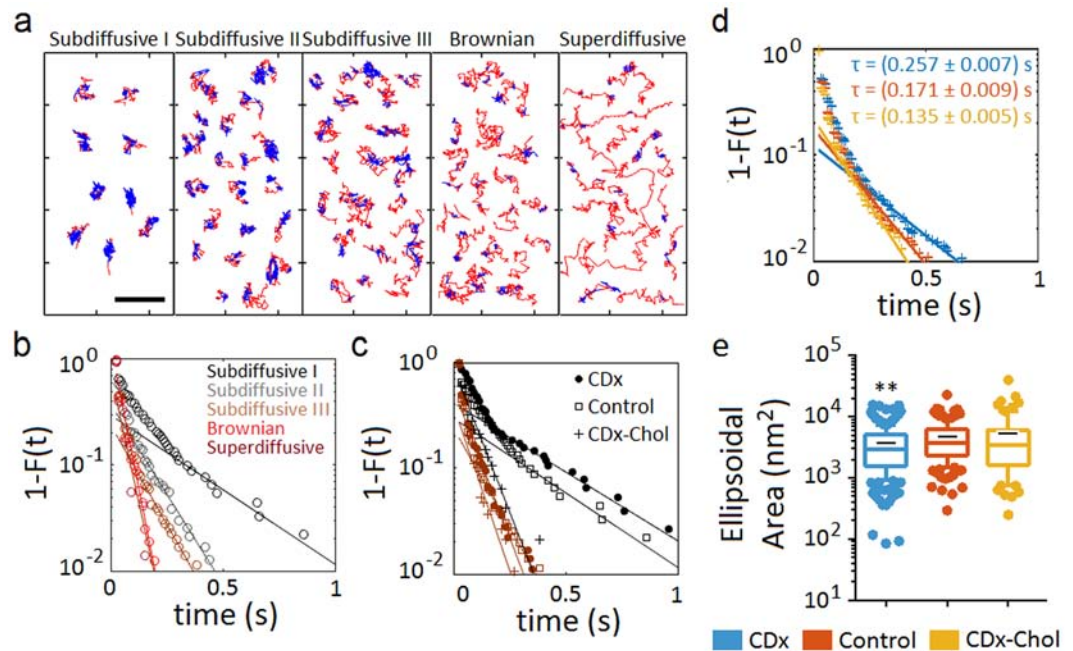 a
Subdiffusive I Subdiffusive II Subdiffusive III Brownian Superdiffusive
d
10^0
10^-1
10^-2
1-F(t)
τ = (0.257 ± 0.007) s
τ = (0.171 ± 0.009) s
τ = (0.135 ± 0.005) s
0 0.5 1
time (s)
b
10^0
10^-1
10^-2
1-F(t)
Subdiffusive I
Subdiffusive II
Subdiffusive III
Brownian
Superdiffusive
0 0.5 1
time (s)
c
10^0
10^-1
10^-2
1-F(t)
CDx
Control
CDx-Chol
0 0.5 1
time (s)
e
10^5
10^4
10^3
10^2
10^1
Ellipsoidal
Area (nm²)
**
CDx Control CDx-Chol